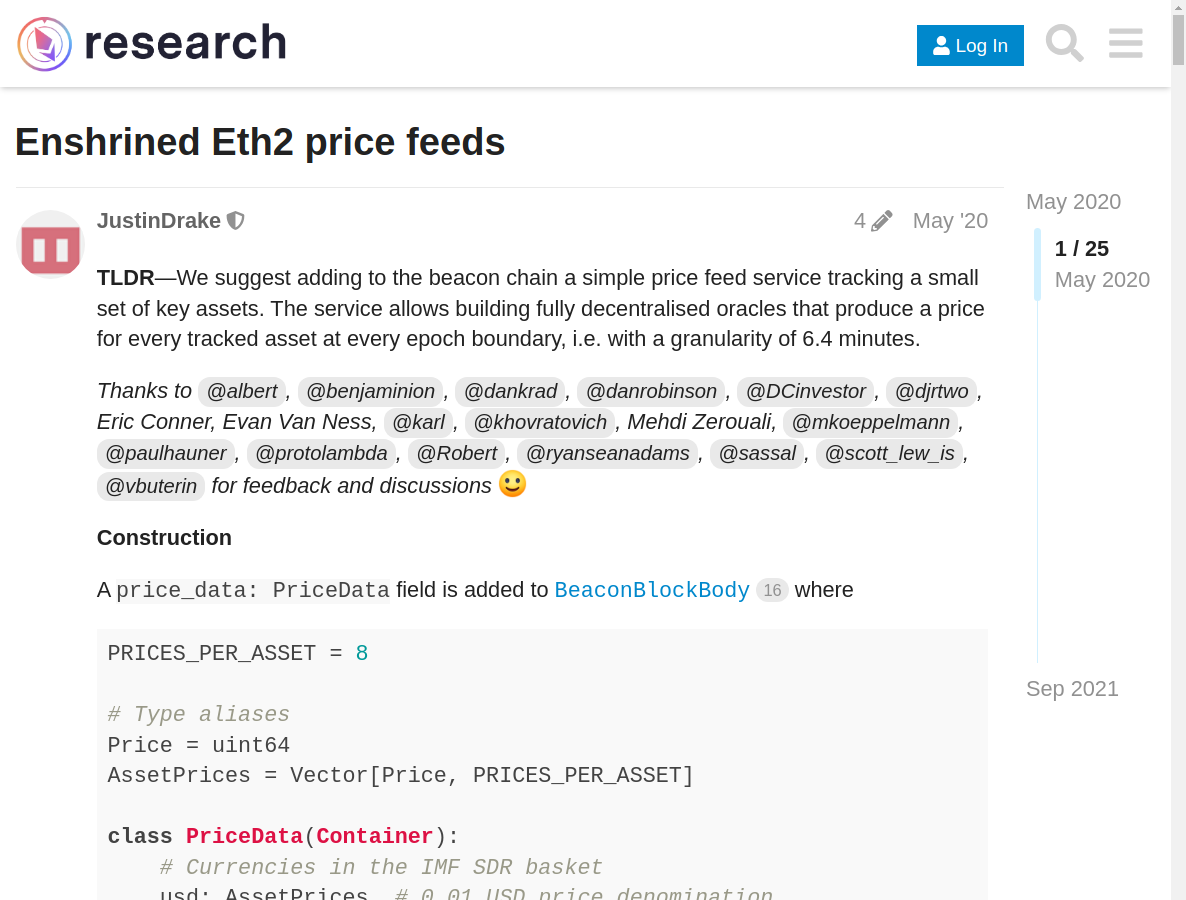 research
Log In
Enshrined Eth2 price feeds
JustinDrake 4 May '20
May 2020
1 / 25
May 2020
Sep 2021
TLDR—We suggest adding to the beacon chain a simple price feed service tracking a small
set of key assets. The service allows building fully decentralised oracles that produce a price
for every tracked asset at every epoch boundary, i.e. with a granularity of 6.4 minutes.
Thanks to @albert, @benjaminion, @dankrad, @danrobinson, @DCinvestor, @djrtwo,
Eric Conner, Evan Van Ness, @karl, @khovratovich, Mehdi Zerouali, @mkoeppelmann,
@paulhauner, @protolambda, @Robert, @ryanseanadams, @sassal, @scott_lew_is,
@vbuterin for feedback and discussions 🙂
Construction
A price_data: PriceData field is added to BeaconBlockBody 16 where
PRICES_PER_ASSET = 8
# Type aliases
Price = uint64
AssetPrices = Vector[Price, PRICES_PER_ASSET]
class PriceData(Container):
# Currencies in the IMF SDR basket
usd: AssetPrices # 0.01 USD price denomination